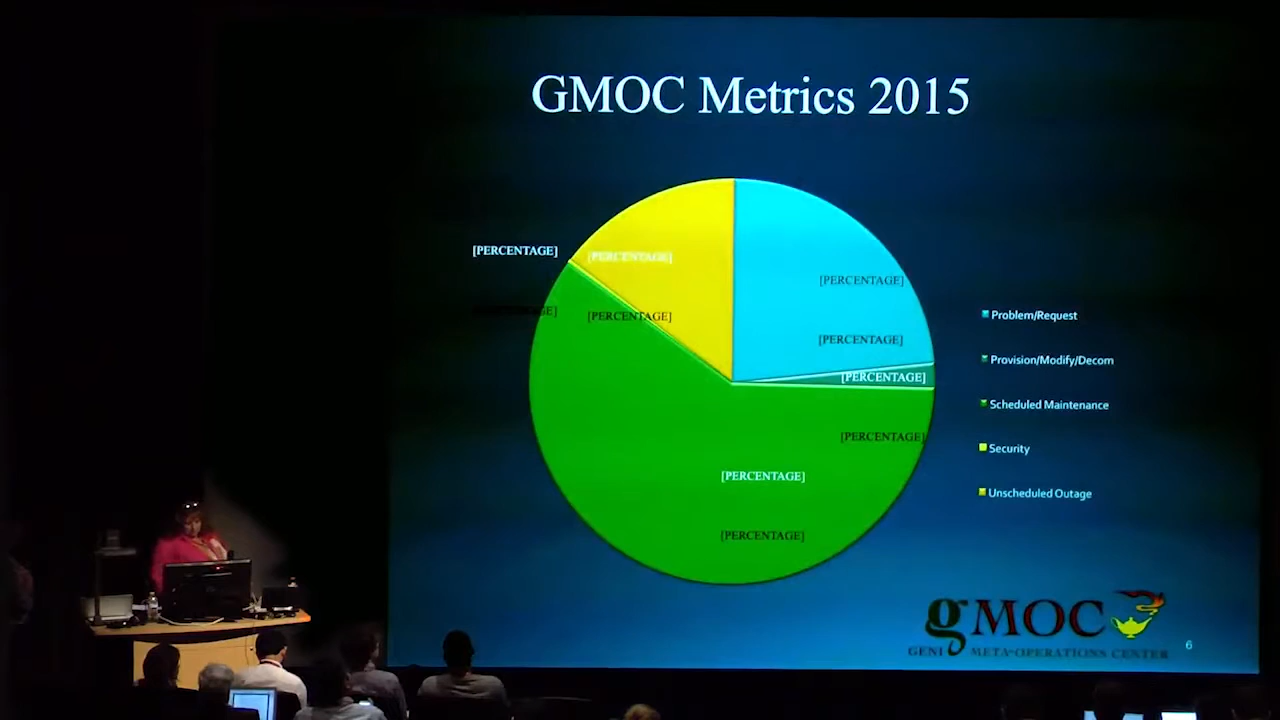 GMOC Metrics 2015
[PERCENTAGE]
[PERCENTAGE]
[PERCENTAGE]
[PERCENTAGE]
[PERCENTAGE]
[PERCENTAGE]
[PERCENTAGE]
[PERCENTAGE]
[PERCENTAGE]
Problem/Request
Provision/Modify/Decom
Scheduled Maintenance
Security
Unscheduled Outage
gMOC
GENI META-OPERATIONS CENTER
6